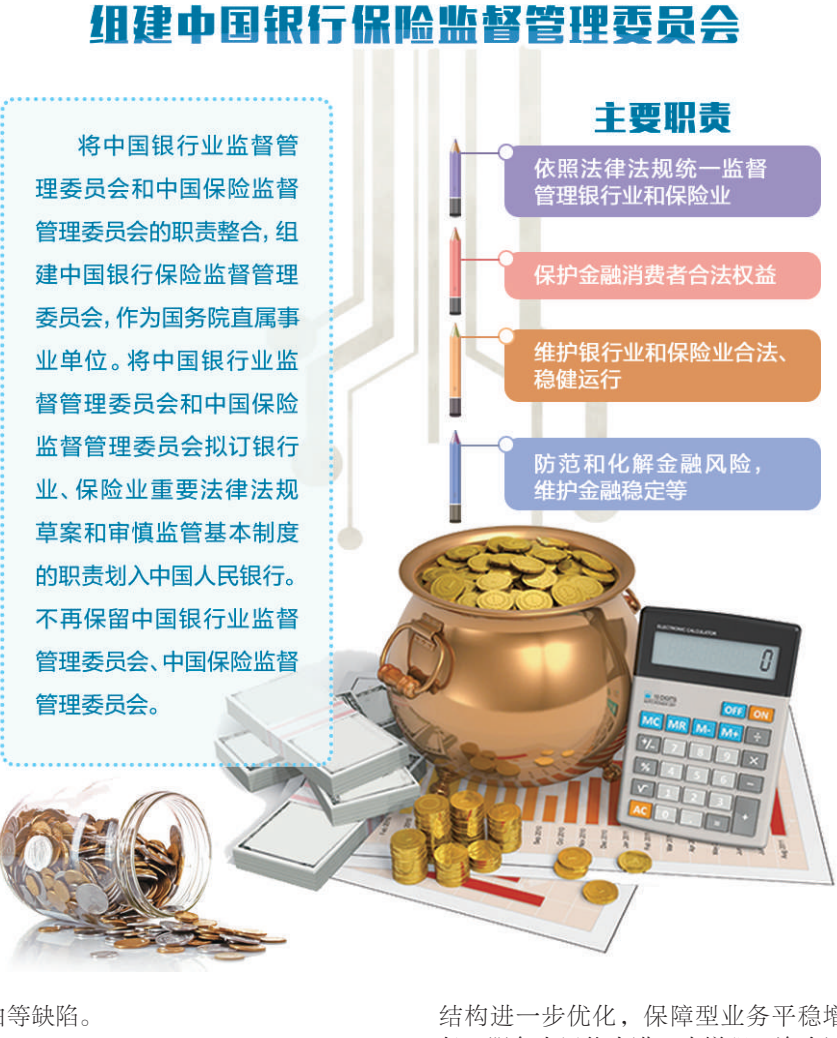 组建中国银行保险监督管理委员会
将中国银行业监督管
理委员会和中国保险监督
管理委员会的职责整合，组
建中国银行保险监督管理
委员会，作为国务院直属事
业单位。将中国银行业监
督管理委员会和中国保险
监督管理委员会拟订银行
业、保险业重要法律法规
草案和审慎监管基本制度
的职责划入中国人民银行。
不再保留中国银行业监督
管理委员会、中国保险监督
管理委员会。
主要职责
依照法律法规统一监督
管理银行业和保险业
保护金融消费者合法权益
维护银行业和保险业合法、
稳健运行
防范和化解金融风险，
维护金融稳定等
ELECTRONIC CALCULATOR
0
OFF ON
MC MR M- M+ ÷
7 8 9 ×
% 4 5 6 −
√ 1 2 3 +
AC 0 . =
等缺陷。
结构进一步优化，保障型业务平稳增